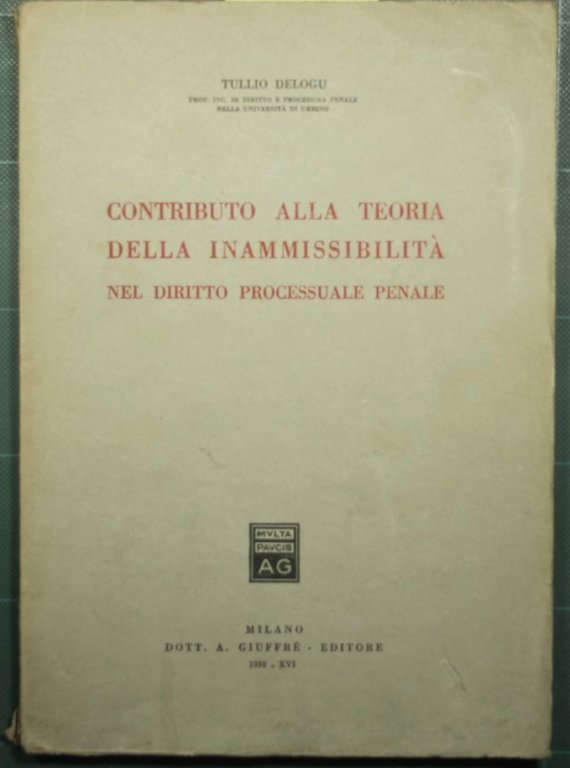 TULLIO DELOGU
PROF. INC. DI DIRITTO E PROCEDURA PENALE
NELLA UNIVERSITÀ DI URBINO
CONTRIBUTO ALLA TEORIA
DELLA INAMMISSIBILITÀ
NEL DIRITTO PROCESSUALE PENALE
MVLTA
PAVCIS
AG
MILANO
DOTT. A. GIUFFRÈ - EDITORE
1938 - XVI